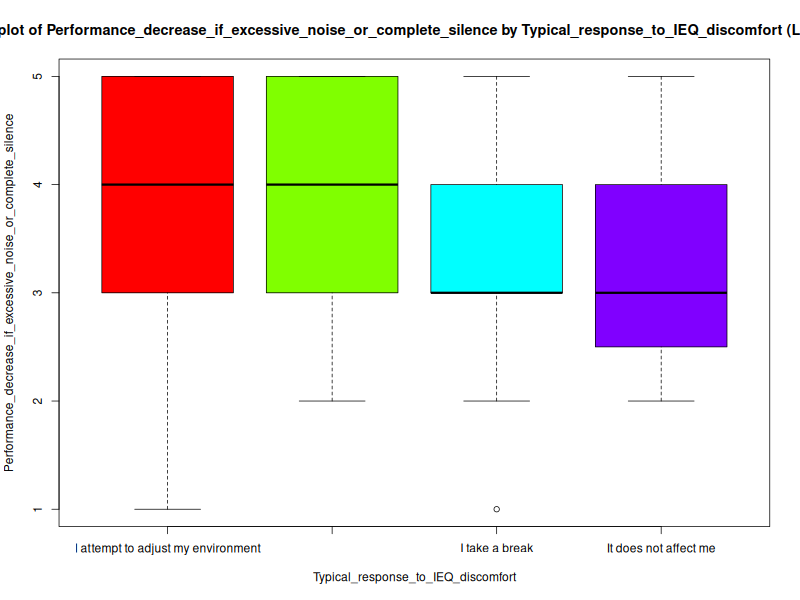 plot of Performance_decrease_if_excessive_noise_or_complete_silence by Typical_response_to_IEQ_discomfort (L
Performance_decrease_if_excessive_noise_or_complete_silence
5
4
3
2
1
I attempt to adjust my environment
I take a break
It does not affect me
Typical_response_to_IEQ_discomfort